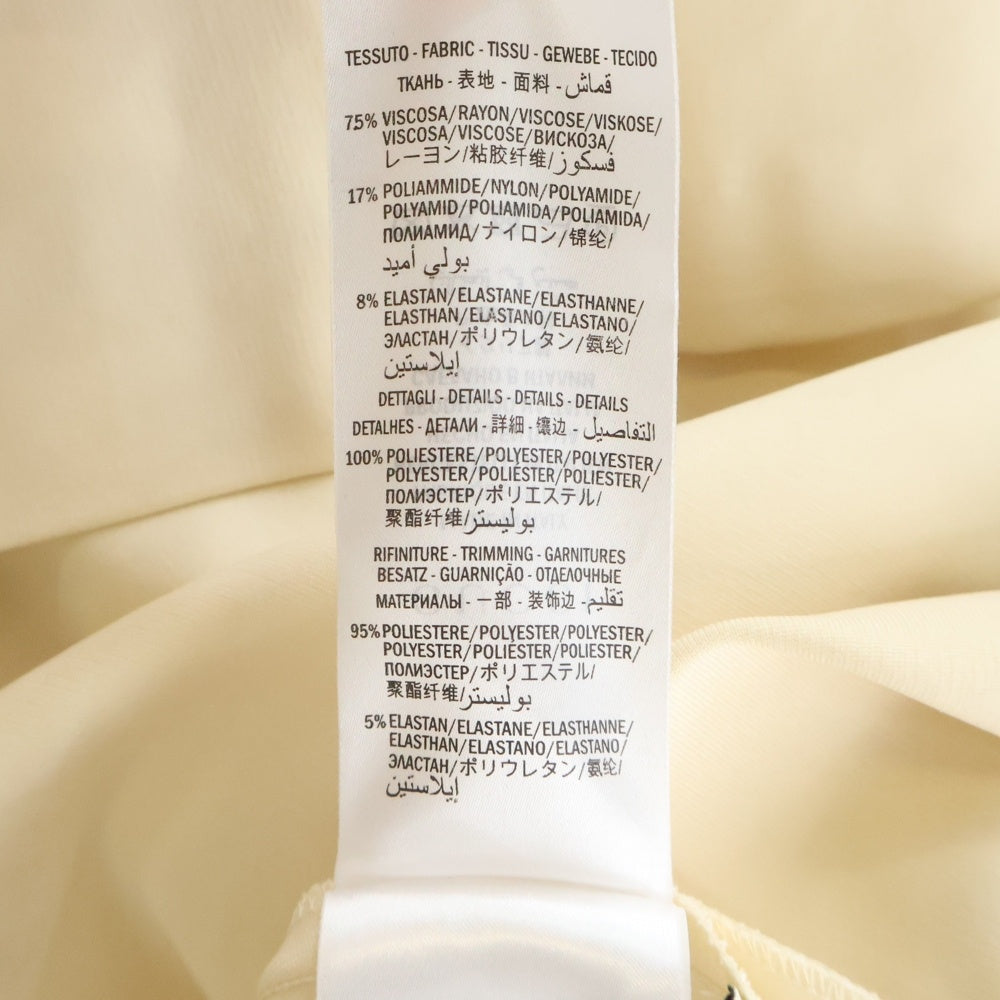 TESSUTO - FABRIC - TISSU - GEWEBE - TECIDO
ТКАНЬ - 表地 - 面料 - قماش
75% VISCOSA/RAYON/VISCOSE/VISKOSE/
VISCOSA/VISCOSE/ВИСКОЗА/
レーヨン/粘胶纤维/فسكوز
17% POLIAMMIDE/NYLON/POLYAMIDE/
POLYAMID/POLIAMIDA/POLIAMIDA/
ПОЛИАМИД/ナイロン/锦纶/
بولي أميد
8% ELASTAN/ELASTANE/ELASTHANNE/
ELASTHAN/ELASTANO/ELASTANO/
ЭЛАСТАН/ポリウレタン/氨纶/
إيلاستين
DETTAGLI - DETAILS - DETAILS - DETAILS
DETALHES - ДЕТАЛИ - 詳細 - 镶边 - التفاصيل
100% POLIESTERE/POLYESTER/POLYESTER/
POLYESTER/POLIÉSTER/POLIESTER/
ПОЛИЭСТЕР/ポリエステル/
聚酯纤维/بوليستر
RIFINITURE - TRIMMING - GARNITURES
BESATZ - GUARNIÇÃO - ОТДЕЛОЧНЫЕ
МАТЕРИАЛЫ - 一部 - 装饰边 - تقليم
95% POLIESTERE/POLYESTER/POLYESTER/
POLYESTER/POLIÉSTER/POLIESTER/
ПОЛИЭСТЕР/ポリエステル/
聚酯纤维/بوليستر
5% ELASTAN/ELASTANE/ELASTHANNE/
ELASTHAN/ELASTANO/ELASTANO/
ЭЛАСТАН/ポリウレタン/氨纶/
إيلاستين